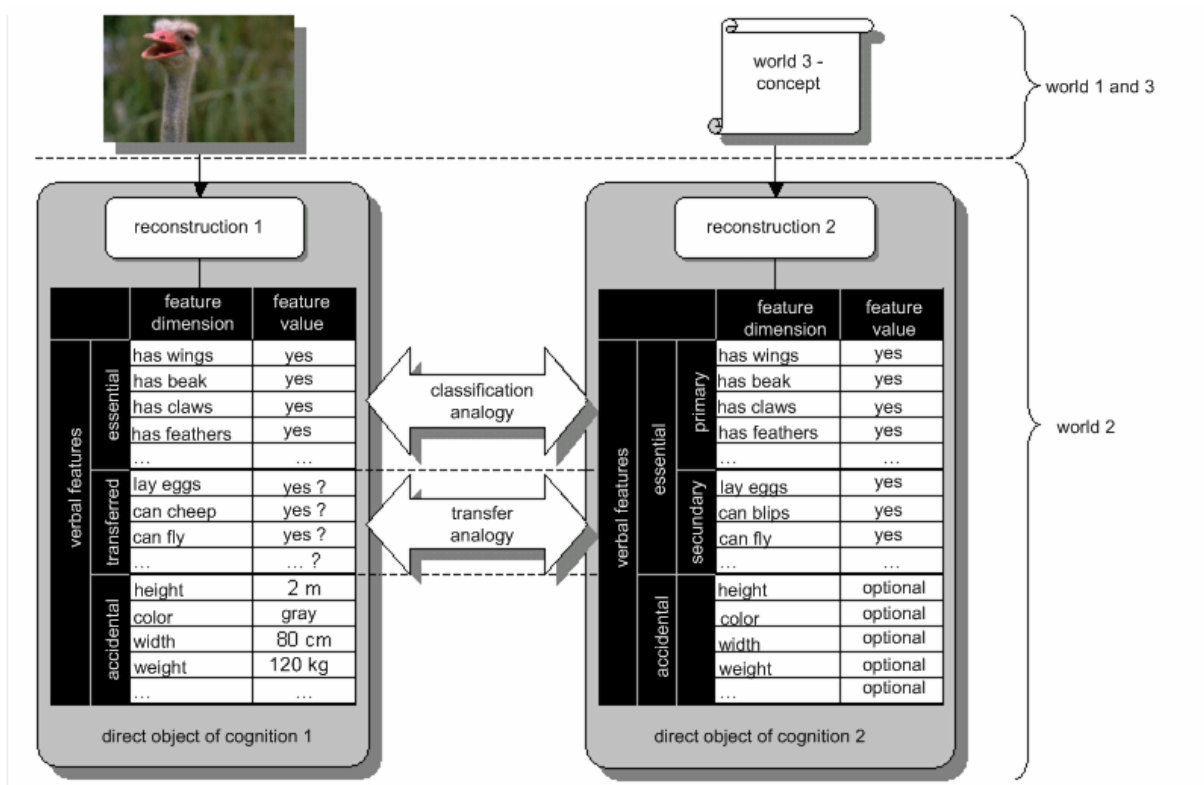 world 3 -
concept
world 1 and 3
reconstruction 1
reconstruction 2
feature
dimension
feature
value
verbal features
essential
has wings yes
has beak yes
has claws yes
has feathers yes
... ...
transferred
lay eggs yes ?
can cheep yes ?
can fly yes ?
... ... ?
accidental
height 2 m
color gray
width 80 cm
weight 120 kg
... ...
direct object of cognition 1
classification
analogy
transfer
analogy
feature
dimension
feature
value
verbal features
essential
primary
has wings yes
has beak yes
has claws yes
has feathers yes
... ...
secundary
lay eggs yes
can blips yes
can fly yes
... ...
accidental
height optional
color optional
width optional
weight optional
... optional
direct object of cognition 2
world 2